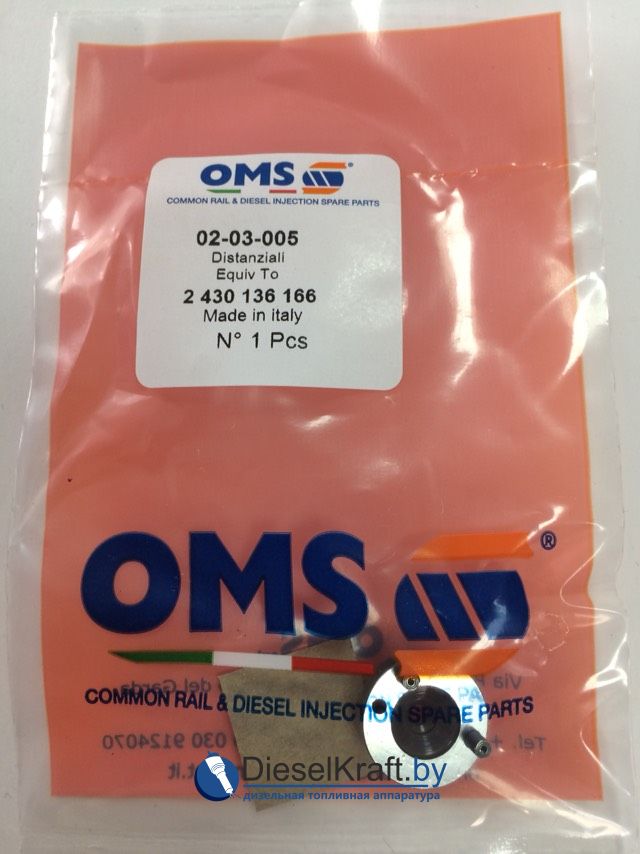 OMS ®
COMMON RAIL & DIESEL INJECTION SPARE PARTS
02-03-005
Distanziali
Equiv To
2 430 136 166
Made in italy
N° 1 Pcs
OMS ®
COMMON RAIL & DIESEL INJECTION SPARE PARTS
Via
del Garda
Tel. +
030 9124070
DieselKraft.by
дизельная топливная аппаратура